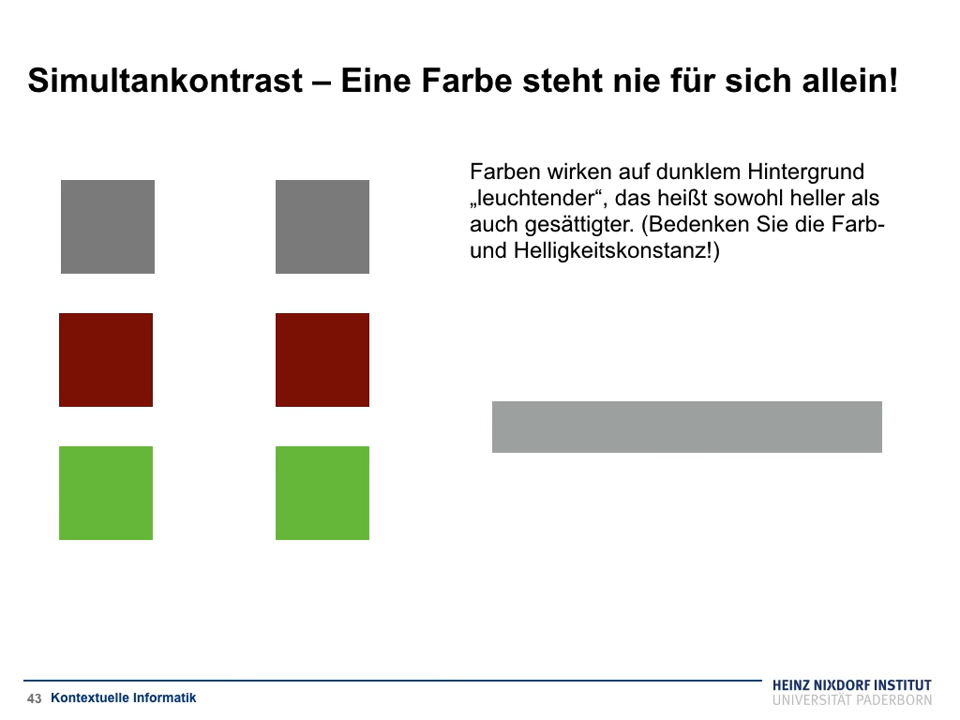 Simultankontrast – Eine Farbe steht nie für sich allein!
Farben wirken auf dunklem Hintergrund
„leuchtender“, das heißt sowohl heller als
auch gesättigter. (Bedenken Sie die Farb-
und Helligkeitskonstanz!)
43 Kontextuelle Informatik
HEINZ NIXDORF INSTITUT
UNIVERSITÄT PADERBORN